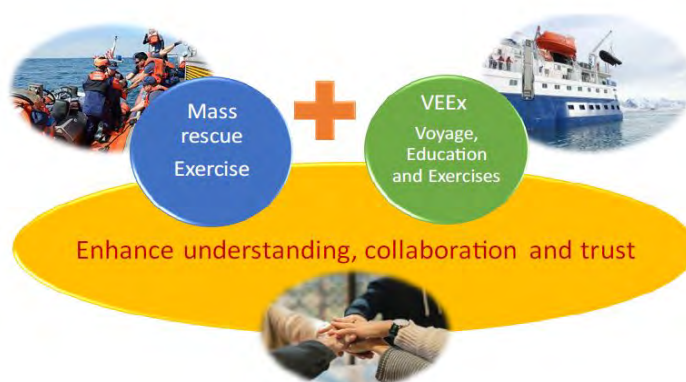 Mass
rescue
Exercise
VEEx
Voyage,
Education
and Exercises
Enhance understanding, collaboration and trust